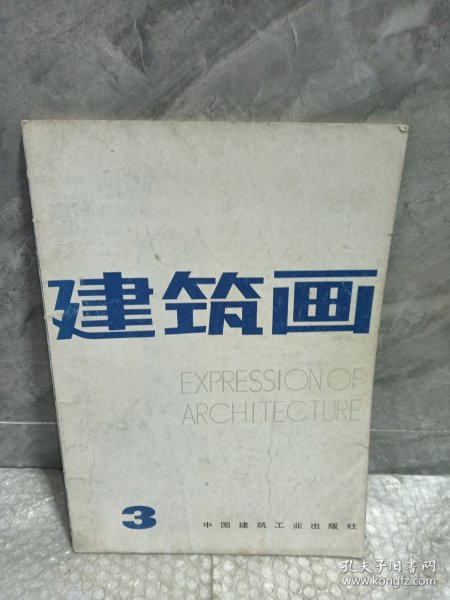 建筑画
EXPRESSION OF
ARCHITECTURE
3
中国建筑工业出版社
孔夫子旧书网
www.kongfz.com